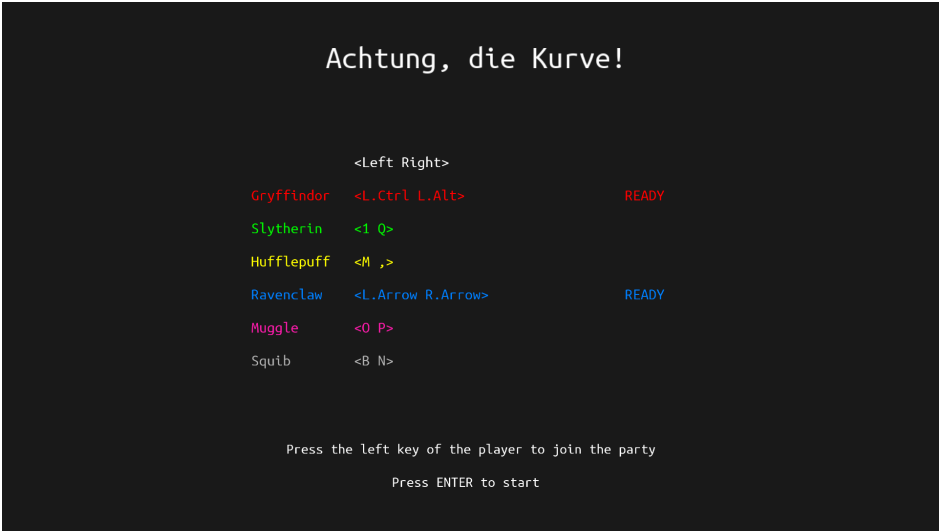 Achtung, die Kurve!
<Left Right>
Gryffindor <L.Ctrl L.Alt> READY
Slytherin <1 Q>
Hufflepuff <M ,>
Ravenclaw <L.Arrow R.Arrow> READY
Muggle <O P>
Squib <B N>
Press the left key of the player to join the party
Press ENTER to start